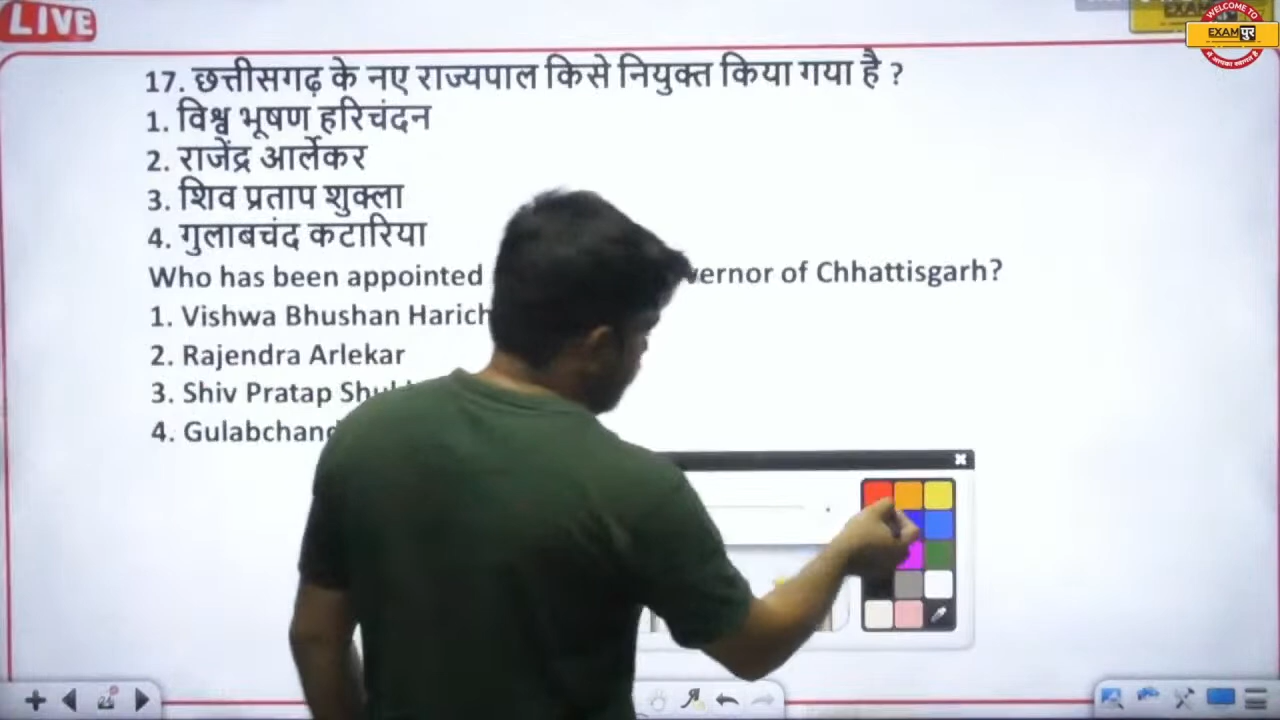 LIVE
WELCOME TO
EXAMपुर
17. छत्तीसगढ़ के नए राज्यपाल किसे नियुक्त किया गया है ?
1. विश्व भूषण हरिचंदन
2. राजेंद्र आर्लेकर
3. शिव प्रताप शुक्ला
4. गुलाबचंद कटारिया
Who has been appointed vernor of Chhattisgarh?
1. Vishwa Bhushan Harich
2. Rajendra Arlekar
3. Shiv Pratap Shu
4. Gulabchand